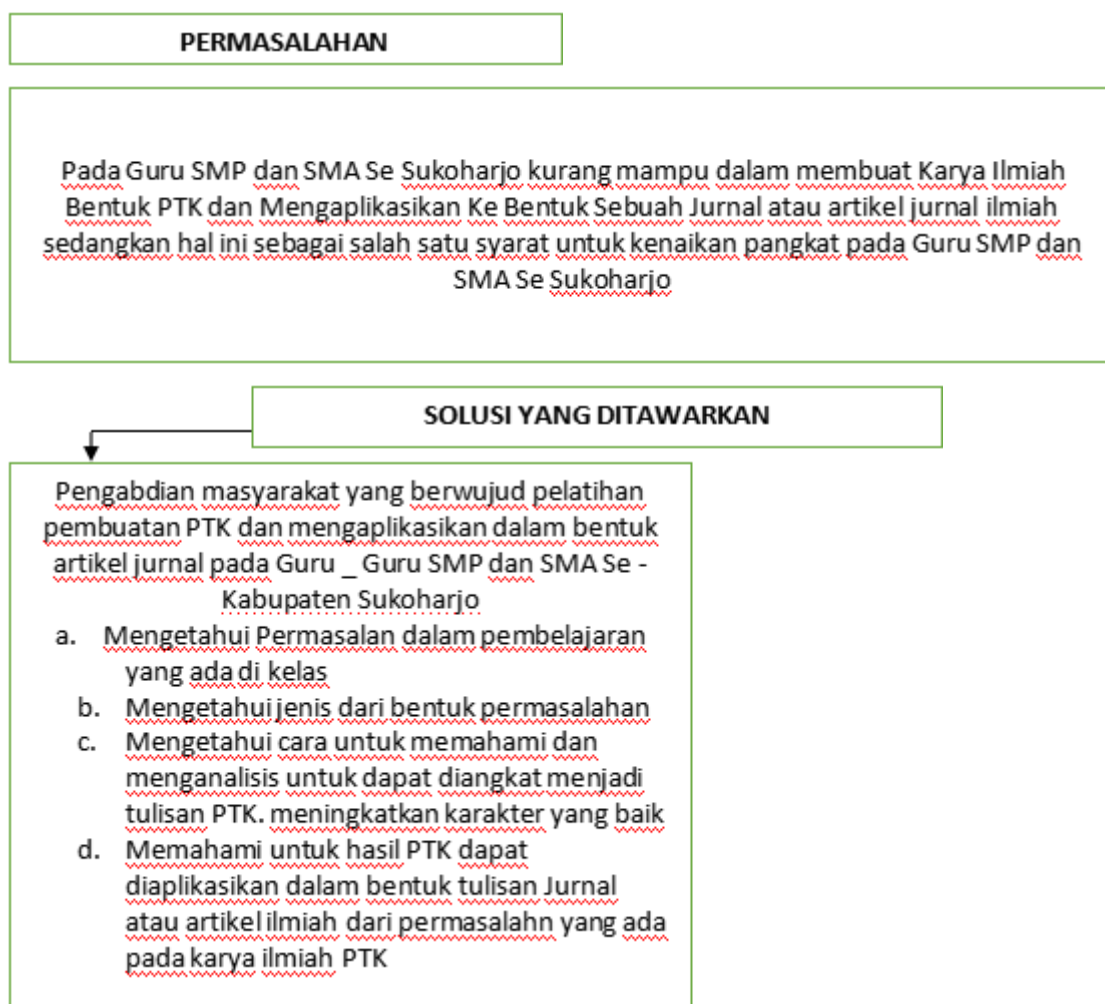 PERMASALAHAN
Pada Guru SMP dan SMA Se Sukoharjo kurang mampu dalam membuat Karya Ilmiah
Bentuk PTK dan Mengaplikasikan Ke Bentuk Sebuah Jurnal atau artikel jurnal ilmiah
sedangkan hal ini sebagai salah satu syarat untuk kenaikan pangkat pada Guru SMP dan
SMA Se Sukoharjo
SOLUSI YANG DITAWARKAN
Pengabdian masyarakat yang berwujud pelatihan
pembuatan PTK dan mengaplikasikan dalam bentuk
artikel jurnal pada Guru _ Guru SMP dan SMA Se -
Kabupaten Sukoharjo
a. Mengetahui Permasalan dalam pembelajaran
yang ada di kelas
b. Mengetahui jenis dari bentuk permasalahan
c. Mengetahui cara untuk memahami dan
menganalisis untuk dapat diangkat menjadi
tulisan PTK. meningkatkan karakter yang baik
d. Memahami untuk hasil PTK dapat
diaplikasikan dalam bentuk tulisan Jurnal
atau artikel ilmiah dari permasalahn yang ada
pada karya ilmiah PTK